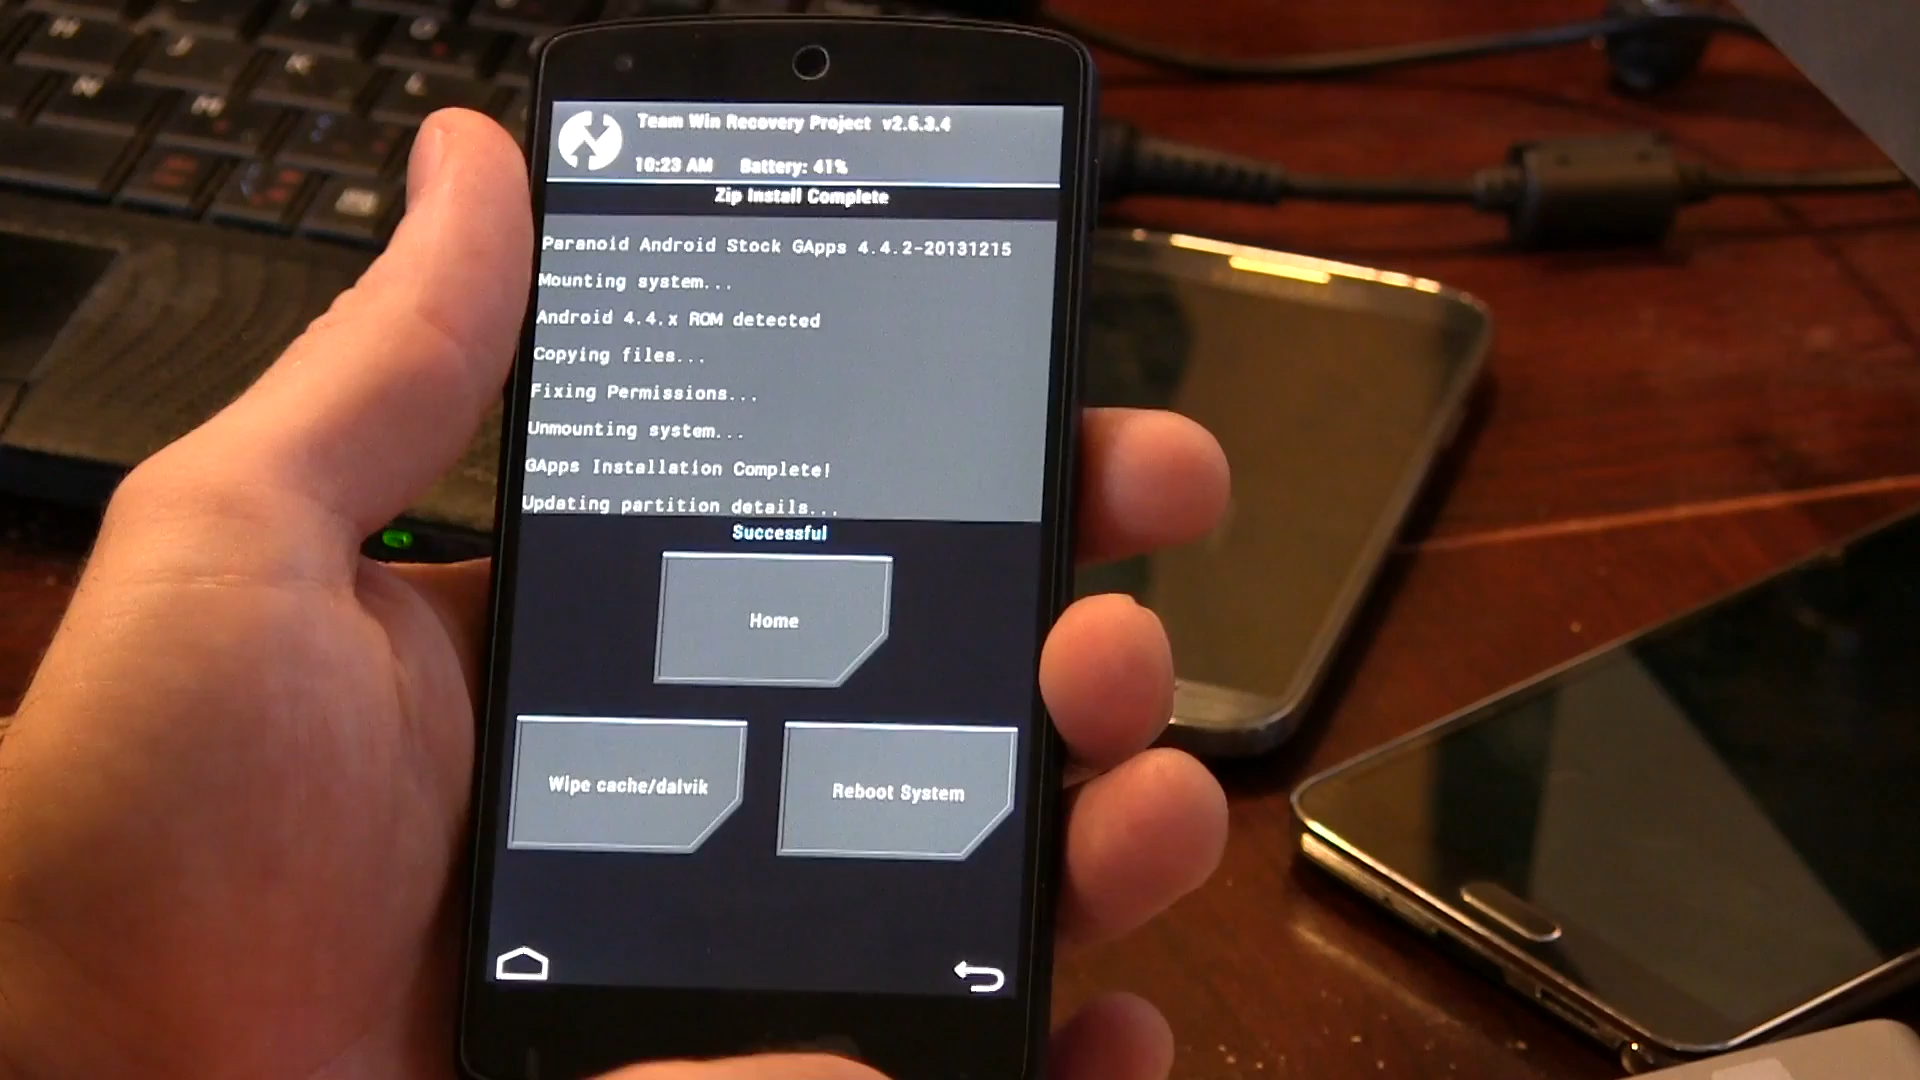 H
J
K
L
N
M
Team Win Recovery Project v2.6.3.4
10:23 AM Battery: 41%
Zip Install Complete
Paranoid Android Stock GApps 4.4.2-20131215
Mounting system...
Android 4.4.x ROM detected
Copying files...
Fixing Permissions...
Unmounting system...
GApps Installation Complete!
Updating partition details...
Successful
Home
Wipe cache/dalvik
Reboot System